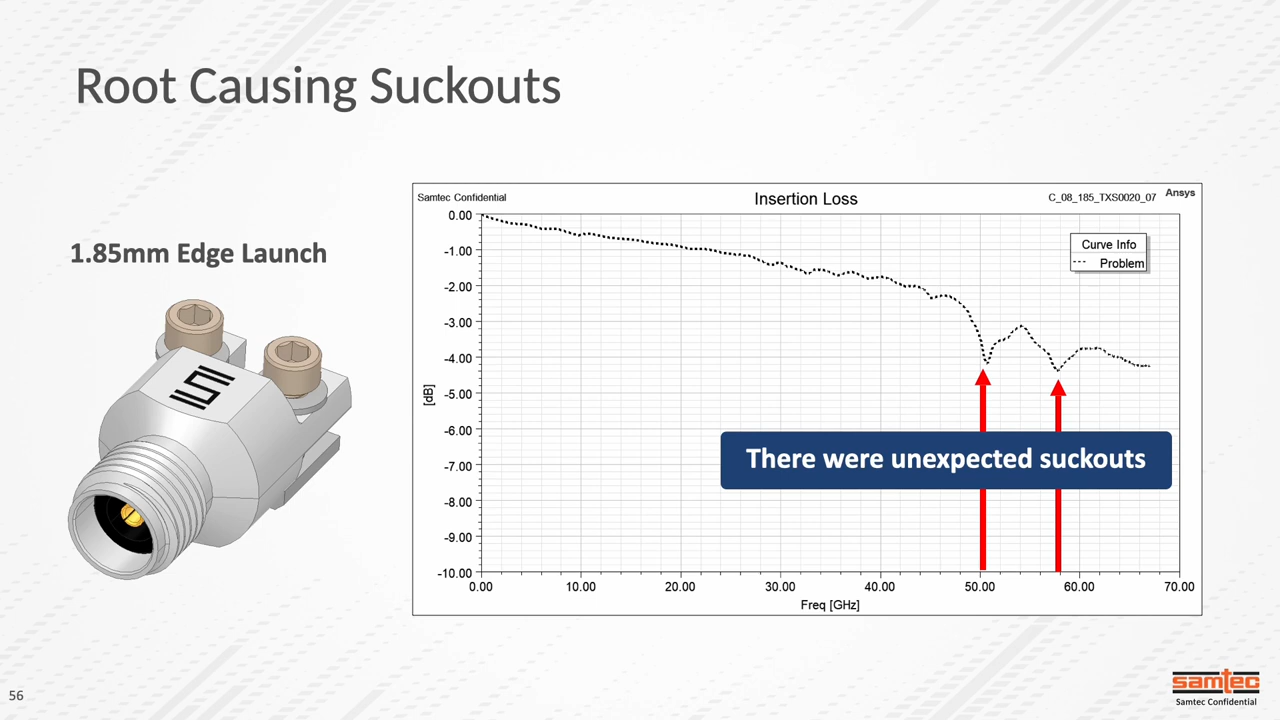 Root Causing Suckouts
1.85mm Edge Launch
Samtec Confidential
Insertion Loss
C_08_185_TXS0020_07
Ansys
Curve Info
Problem
0.00
-1.00
-2.00
-3.00
-4.00
-5.00
-6.00
-7.00
-8.00
-9.00
-10.00
[dB]
There were unexpected suckouts
0.00 10.00 20.00 30.00 40.00 50.00 60.00 70.00
Freq [GHz]
56
samtec
Samtec Confidential